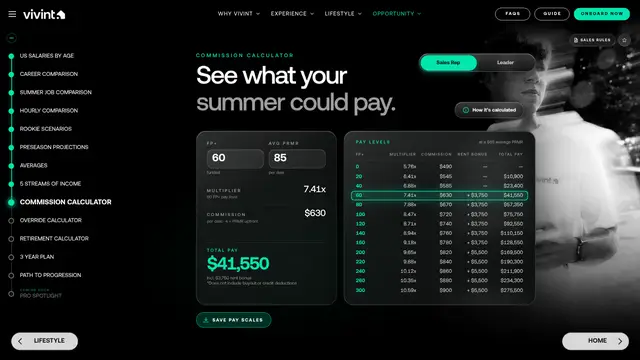 vivint
WHY VIVINT
EXPERIENCE
LIFESTYLE
OPPORTUNITY
FAQS
GUIDE
ONBOARD NOW
SALES RULES
US SALARIES BY AGE
CAREER COMPARISON
SUMMER JOB COMPARISON
HOURLY COMPARISON
ROOKIE SCENARIOS
PRESEASON PROJECTIONS
AVERAGES
5 STREAMS OF INCOME
COMMISSION CALCULATOR
OVERRIDE CALCULATOR
RETIREMENT CALCULATOR
3 YEAR PLAN
PATH TO PROGRESSION
COMING SOON
PRO SPOTLIGHT
COMMISSION CALCULATOR
See what your
summer could pay.
Sales Rep
Leader
How it's calculated
FP+
AVG PRMR
60
85
funded
per deal
MULTIPLIER
7.41x
COMMISSION
$630
TOTAL PAY
$41,550
PAY LEVELS
FP+ MULTIPLIER COMMISSION RENT BONUS TOTAL PAY
0 5.76x $490 — —
20 6.41x $545 — $10,900
40 6.88x $585 — $23,400
60 7.41x $630 + $3,750 $41,550
80 7.88x $670 + $3,750 $57,350
100 8.47x $720 + $3,750 $75,750
120 8.71x $740 + $3,750 $92,550
140 8.94x $760 + $3,750 $110,150
160 9.18x $780 + $3,750 $128,550
200 9.65x $820 + $5,500 $169,500
220 9.88x $840 + $5,500 $190,300
240 10.12x $860 + $5,500 $211,900
260 10.35x $880 + $5,500 $234,300
300 10.59x $900 + $5,500 $275,500
SAVE PAY SCALES
LIFESTYLE
HOME